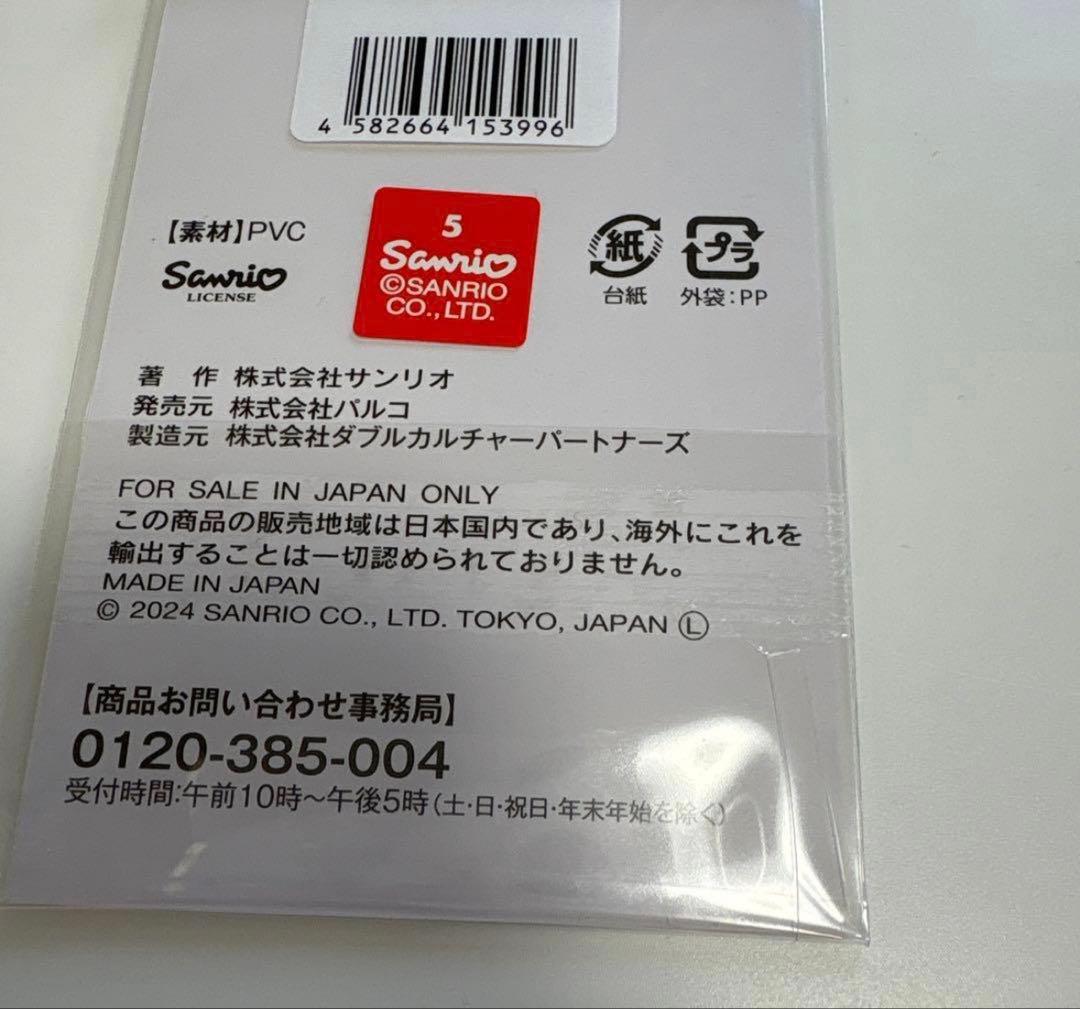 4 582664 153996
【素材】PVC
Sanrio
LICENSE
5
Sanrio
©SANRIO
CO., LTD.
紙
台紙
プラ
外袋:PP
著 作 株式会社サンリオ
発売元 株式会社パルコ
製造元 株式会社ダブルカルチャーパートナーズ
FOR SALE IN JAPAN ONLY
この商品の販売地域は日本国内であり、海外にこれを
輸出することは一切認められておりません。
MADE IN JAPAN
© 2024 SANRIO CO., LTD. TOKYO, JAPAN Ⓛ
【商品お問い合わせ事務局】
0120-385-004
受付時間:午前10時〜午後5時(土・日・祝日・年末年始を除く)